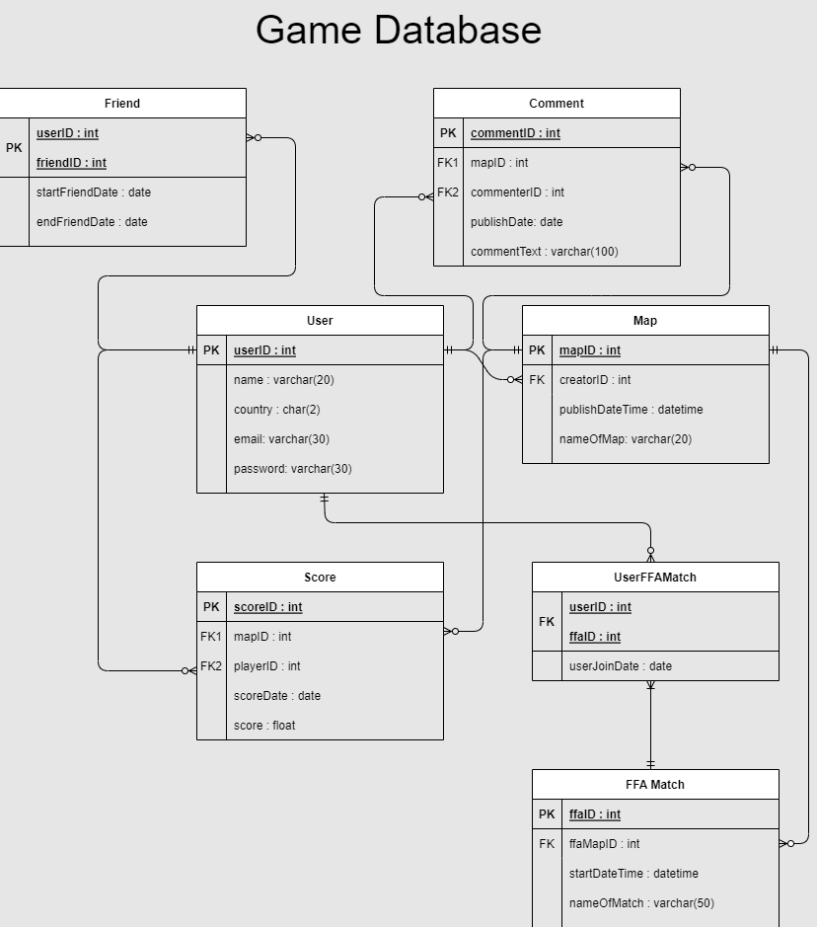 Game Database
Friend
PK
userID : int
friendID : int
startFriendDate : date
endFriendDate : date
Comment
PK commentID : int
FK1 mapID : int
FK2 commenterID : int
publishDate: date
commentText : varchar(100)
User
PK userID : int
name : varchar(20)
country : char(2)
email: varchar(30)
password: varchar(30)
Map
PK mapID : int
FK creatorID : int
publishDateTime : datetime
nameOfMap: varchar(20)
Score
PK scoreID : int
FK1 mapID : int
FK2 playerID : int
scoreDate : date
score : float
UserFFAMatch
FK
userID : int
ffaID : int
userJoinDate : date
FFA Match
PK ffaID : int
FK ffaMapID : int
startDateTime : datetime
nameOfMatch : varchar(50)